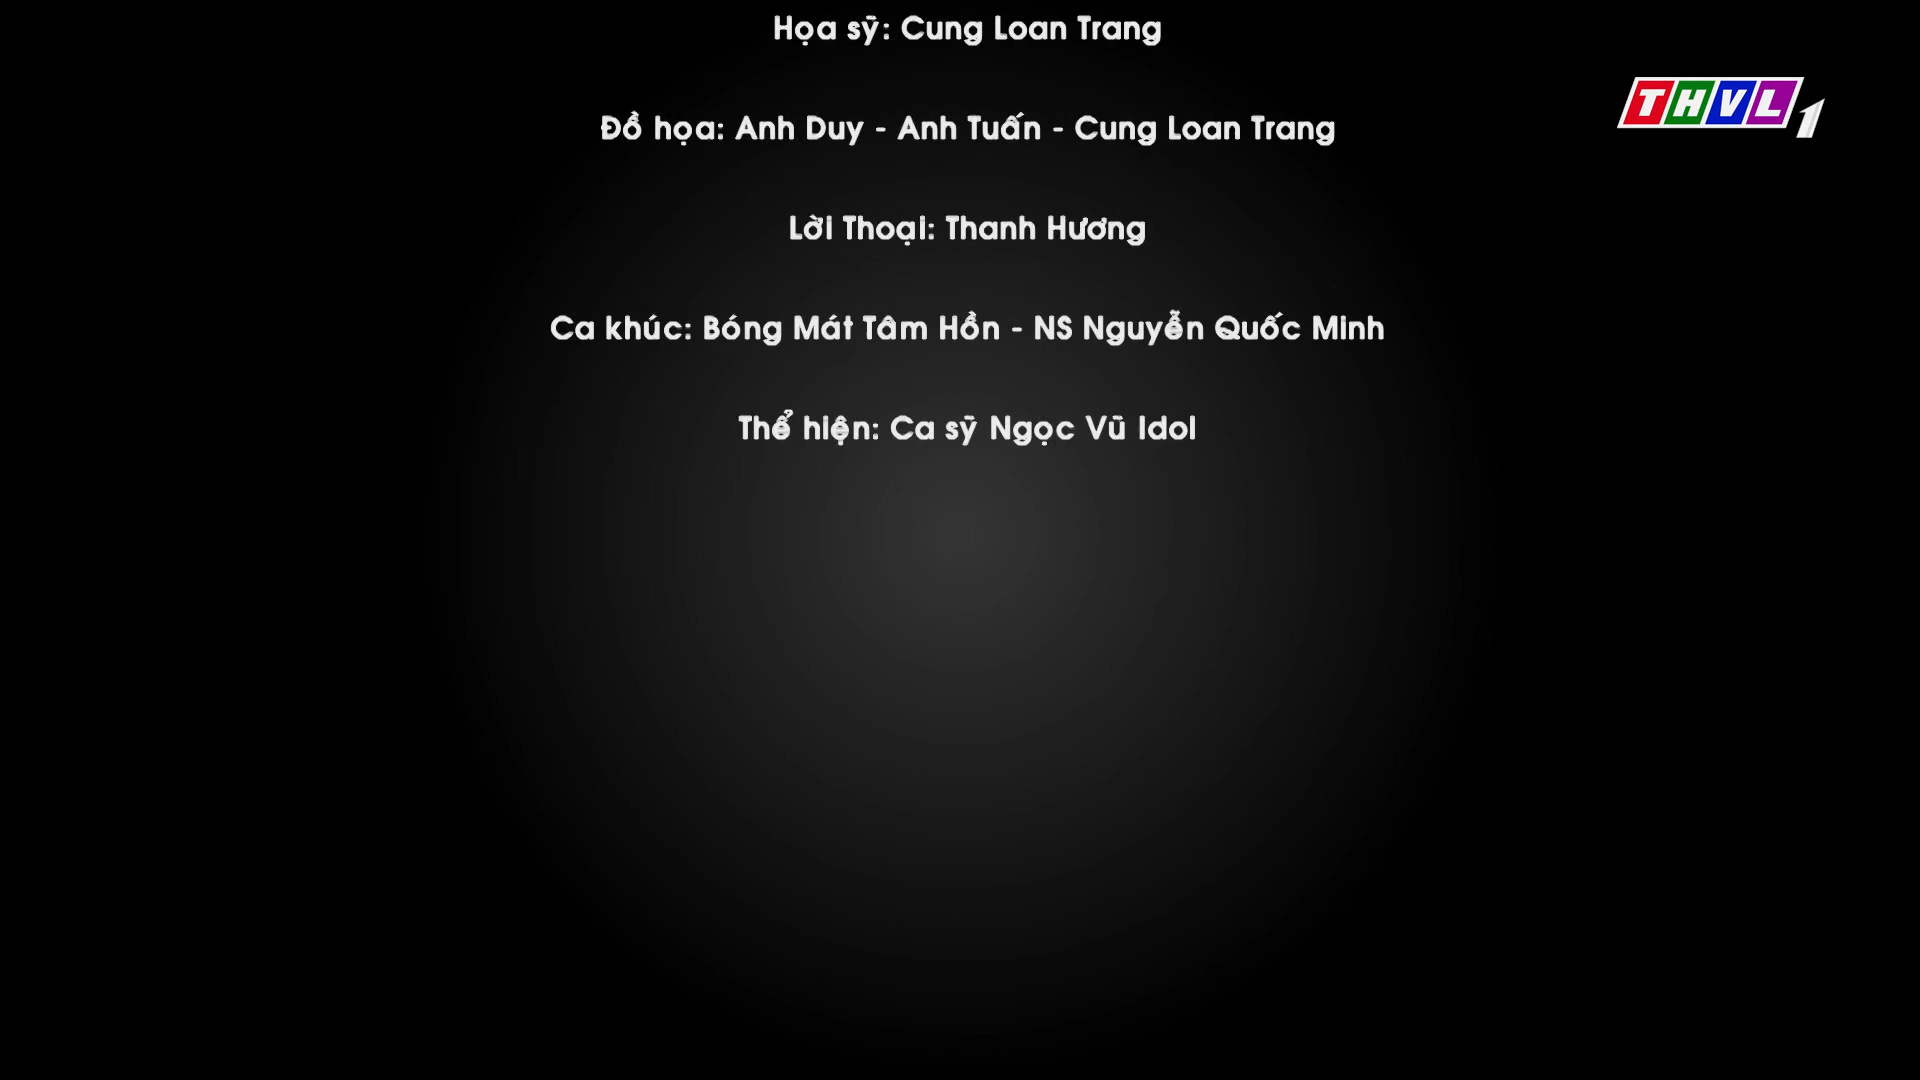 Họa sỹ: Cung Loan Trang
THVL1
Đồ họa: Anh Duy - Anh Tuấn - Cung Loan Trang
Lời Thoại: Thanh Hương
Ca khúc: Bóng Mát Tâm Hồn - NS Nguyễn Quốc Minh
Thể hiện: Ca sỹ Ngọc Vũ Idol